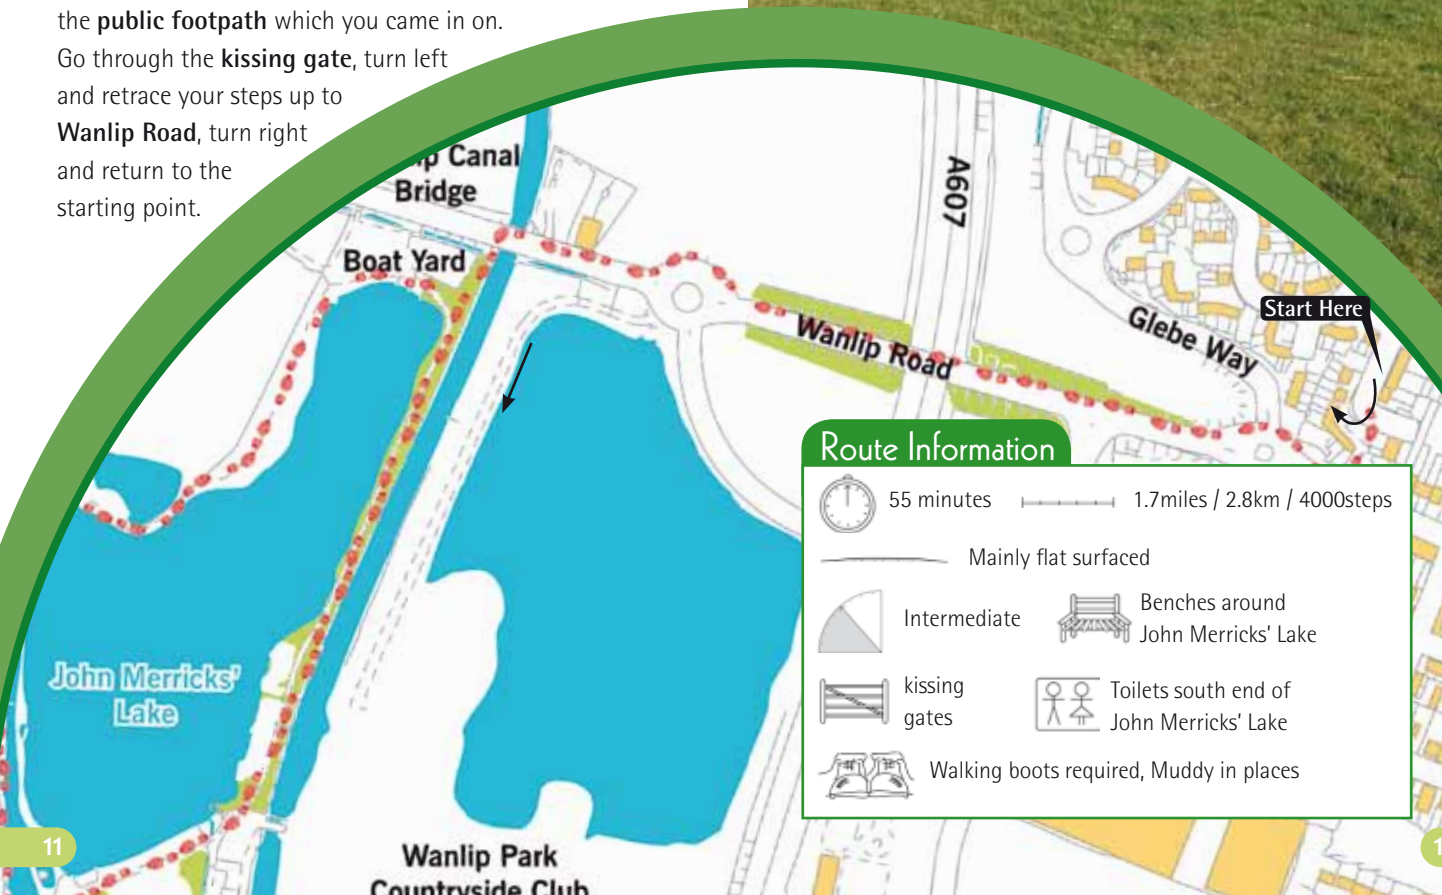 the public footpath which you came in on.
Go through the kissing gate, turn left
and retrace your steps up to
Wanlip Road, turn right
and return to the
starting point.
Canal
Bridge
Boat Yard
A607
Wanlip Road
Glebe Way
Start Here
Route Information
55 minutes
1.7miles / 2.8km / 4000steps
Mainly flat surfaced
Intermediate
Benches around
John Merricks' Lake
kissing
gates
Toilets south end of
John Merricks' Lake
Walking boots required, Muddy in places
John Merricks'
Lake
Wanlip Park
Countryside Club
11